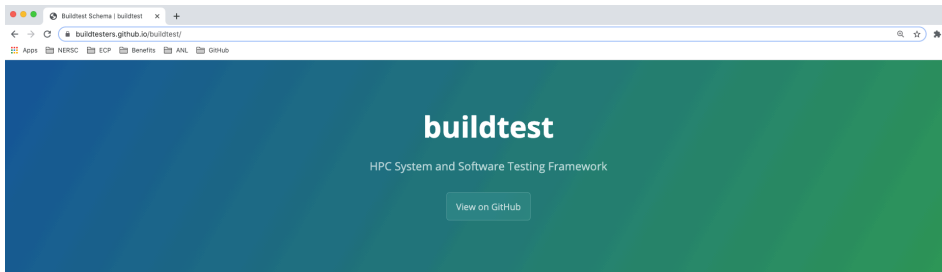 Buildtest Schema | buildtest
buildtesters.github.io/buildtest/
Apps NERSC ECP Benefits ANL GitHub
buildtest
HPC System and Software Testing Framework
View on GitHub